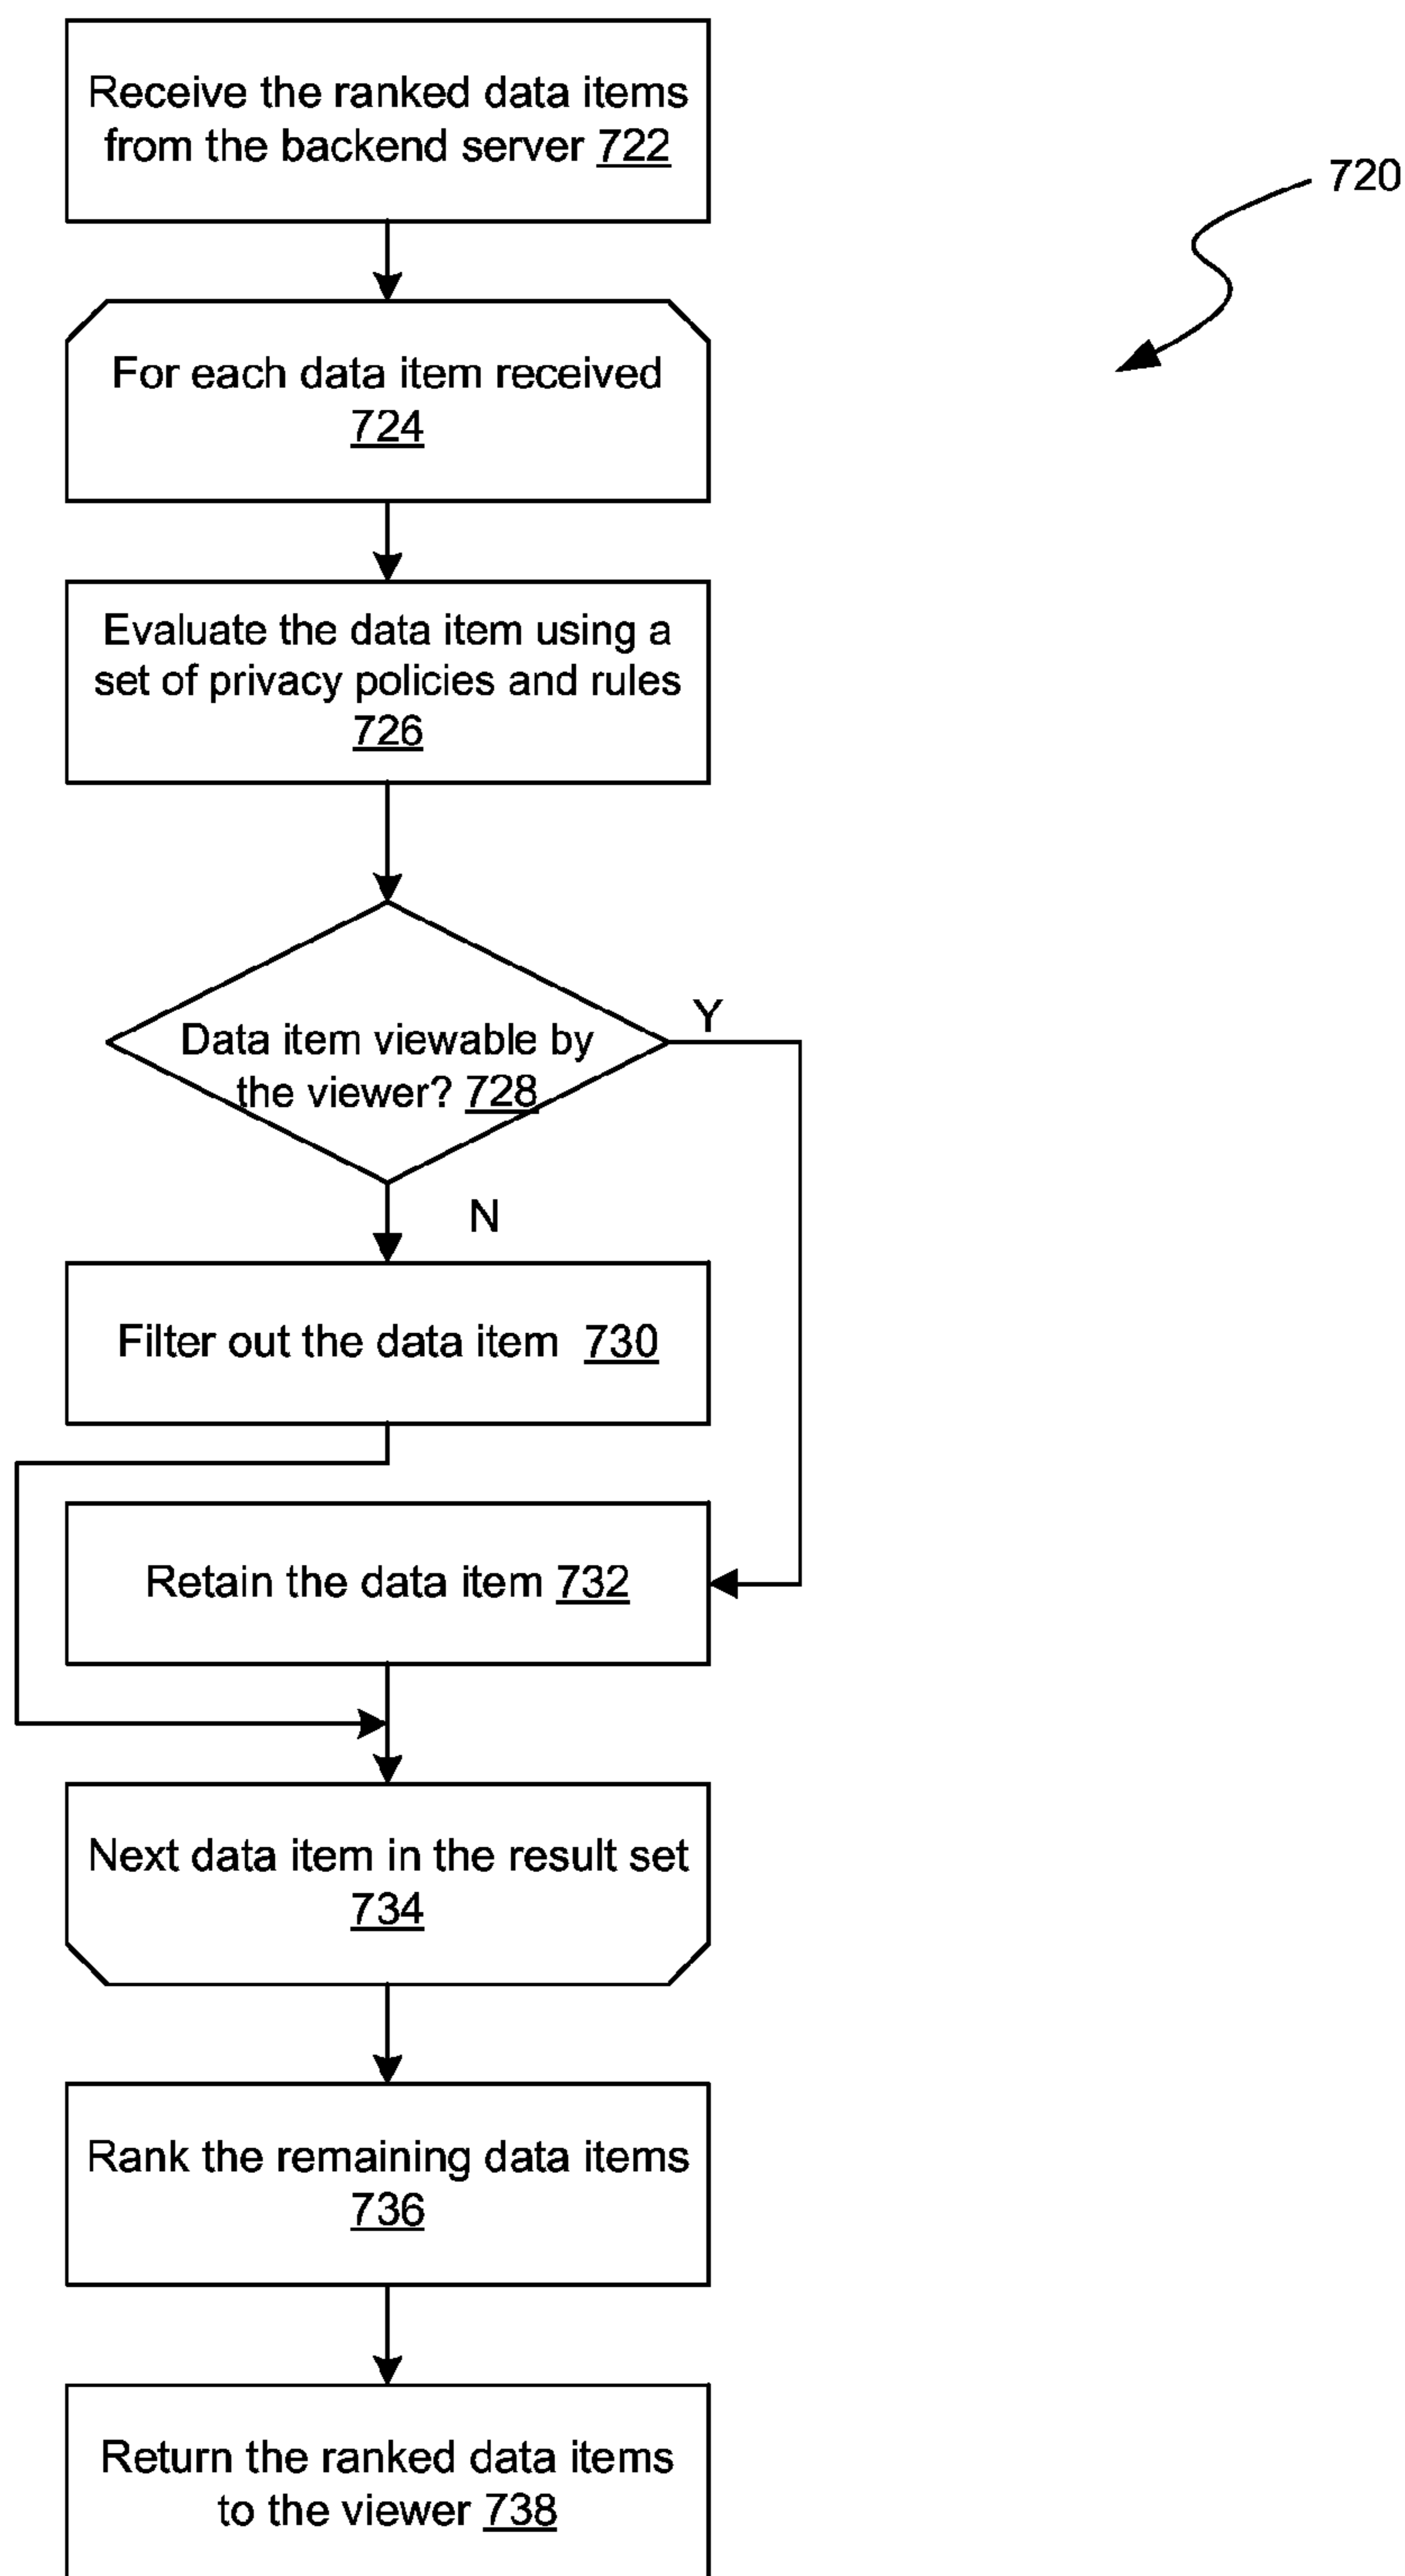 Receive the ranked data items
from the backend server 722
720
For each data item received
724
Evaluate the data item using a
set of privacy policies and rules
726
Data item viewable by
the viewer? 728
Y
N
Filter out the data item 730
Retain the data item 732
Next data item in the result set
734
Rank the remaining data items
736
Return the ranked data items
to the viewer 738